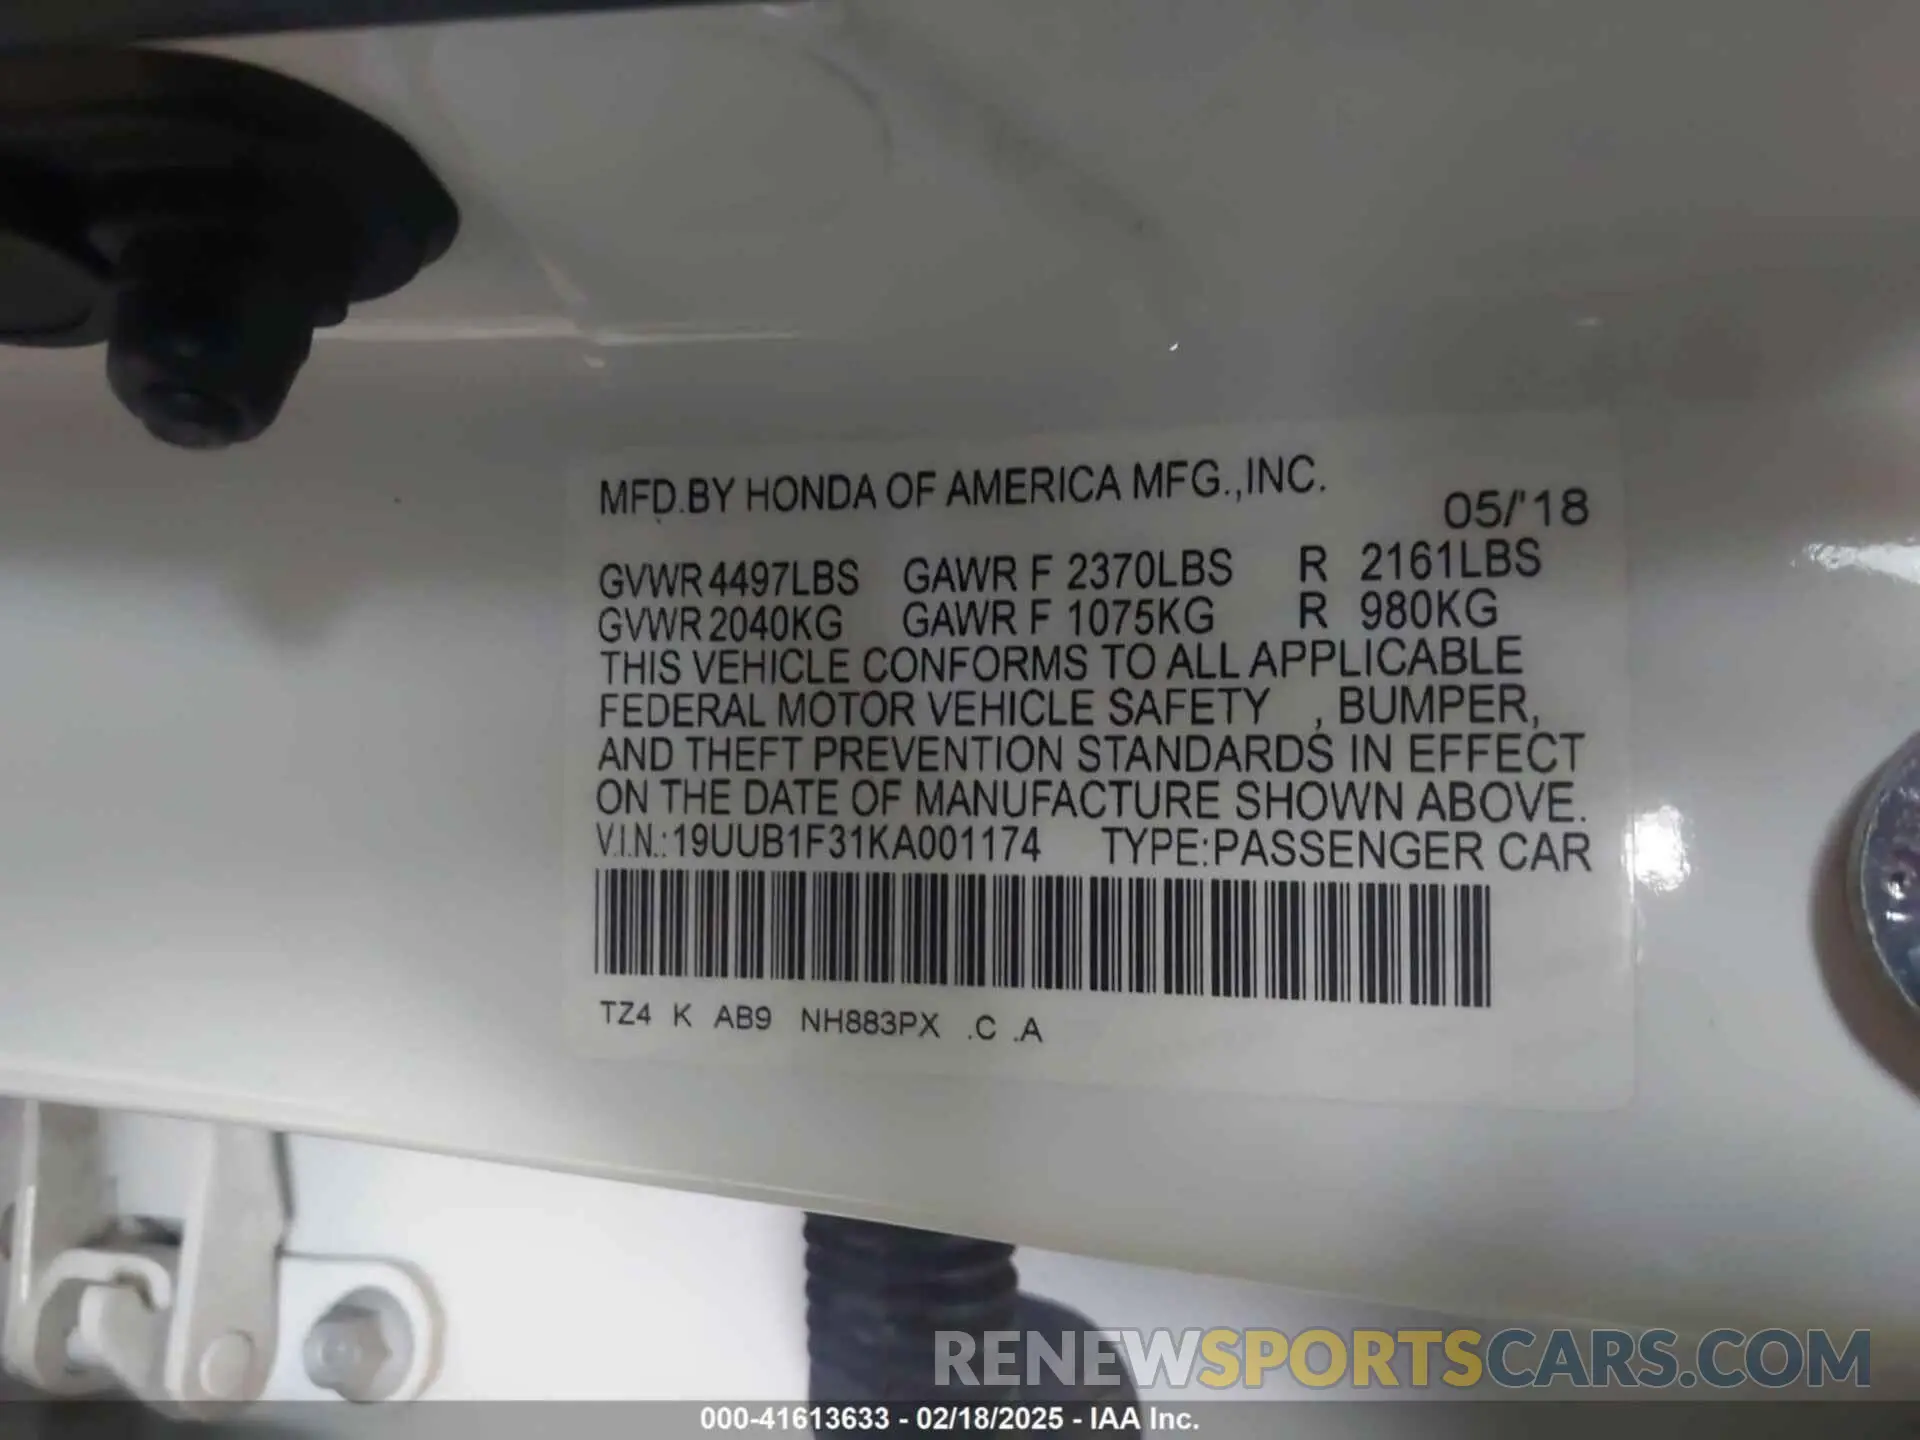 MFD.BY HONDA OF AMERICA MFG.,INC.
05/'18
GVWR 4497LBS GAWR F 2370LBS R 2161LBS
GVWR 2040KG GAWR F 1075KG R 980KG
THIS VEHICLE CONFORMS TO ALL APPLICABLE
FEDERAL MOTOR VEHICLE SAFETY , BUMPER,
AND THEFT PREVENTION STANDARDS IN EFFECT
ON THE DATE OF MANUFACTURE SHOWN ABOVE.
V.I.N.:19UUB1F31KA001174 TYPE:PASSENGER CAR
TZ4 K AB9 NH883PX .C .A
RENEWSPORTSCARS.COM
000-41613633 - 02/18/2025 - IAA Inc.